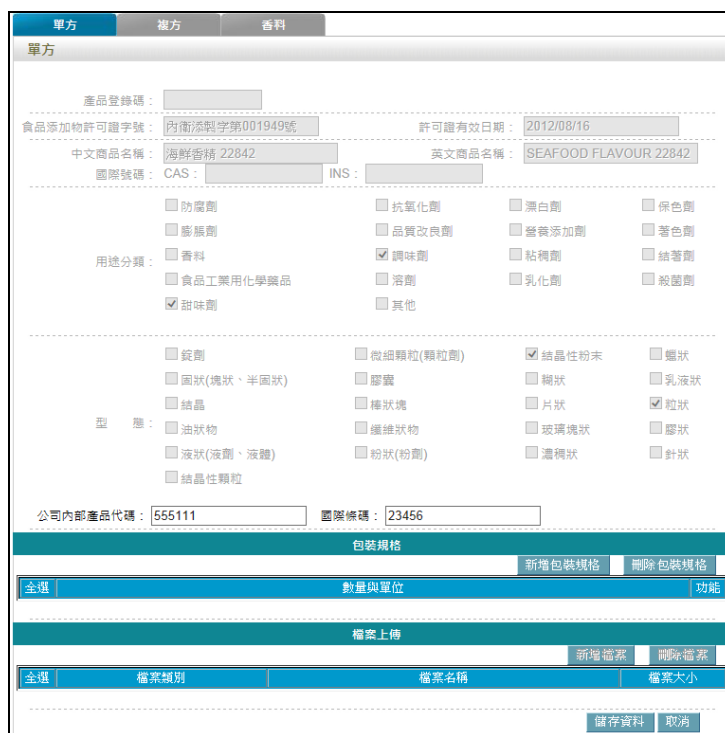 單方 複方 香料
單方
產品登錄碼：
食品添加物許可證字號： 內衛添製字第001949號 許可證有效日期： 2012/08/16
中文商品名稱： 海鮮香精 22842 英文商品名稱： SEAFOOD FLAVOUR 22842
國際號碼： CAS： INS：
防腐劑 抗氧化劑 漂白劑 保色劑
膨脹劑 品質改良劑 營養添加劑 著色劑
用途分類： 香料 調味劑 粘稠劑 結著劑
食品工業用化學藥品 溶劑 乳化劑 殺菌劑
甜味劑 其他
錠劑 微細顆粒(顆粒劑) 結晶性粉末 蠟狀
固狀(塊狀、半固狀) 膠囊 糊狀 乳液狀
結晶 棒狀塊 片狀 粒狀
型 態： 油狀物 纖維狀物 玻璃塊狀 膠狀
液狀(液劑、液體) 粉狀(粉劑) 濃稠狀 針狀
結晶性顆粒
公司內部產品代碼： 555111 國際條碼： 23456
包裝規格
新增包裝規格 刪除包裝規格
全選 數量與單位 功能
檔案上傳
新增檔案 刪除檔案
全選 檔案類別 檔案名稱 檔案大小
儲存資料 取消